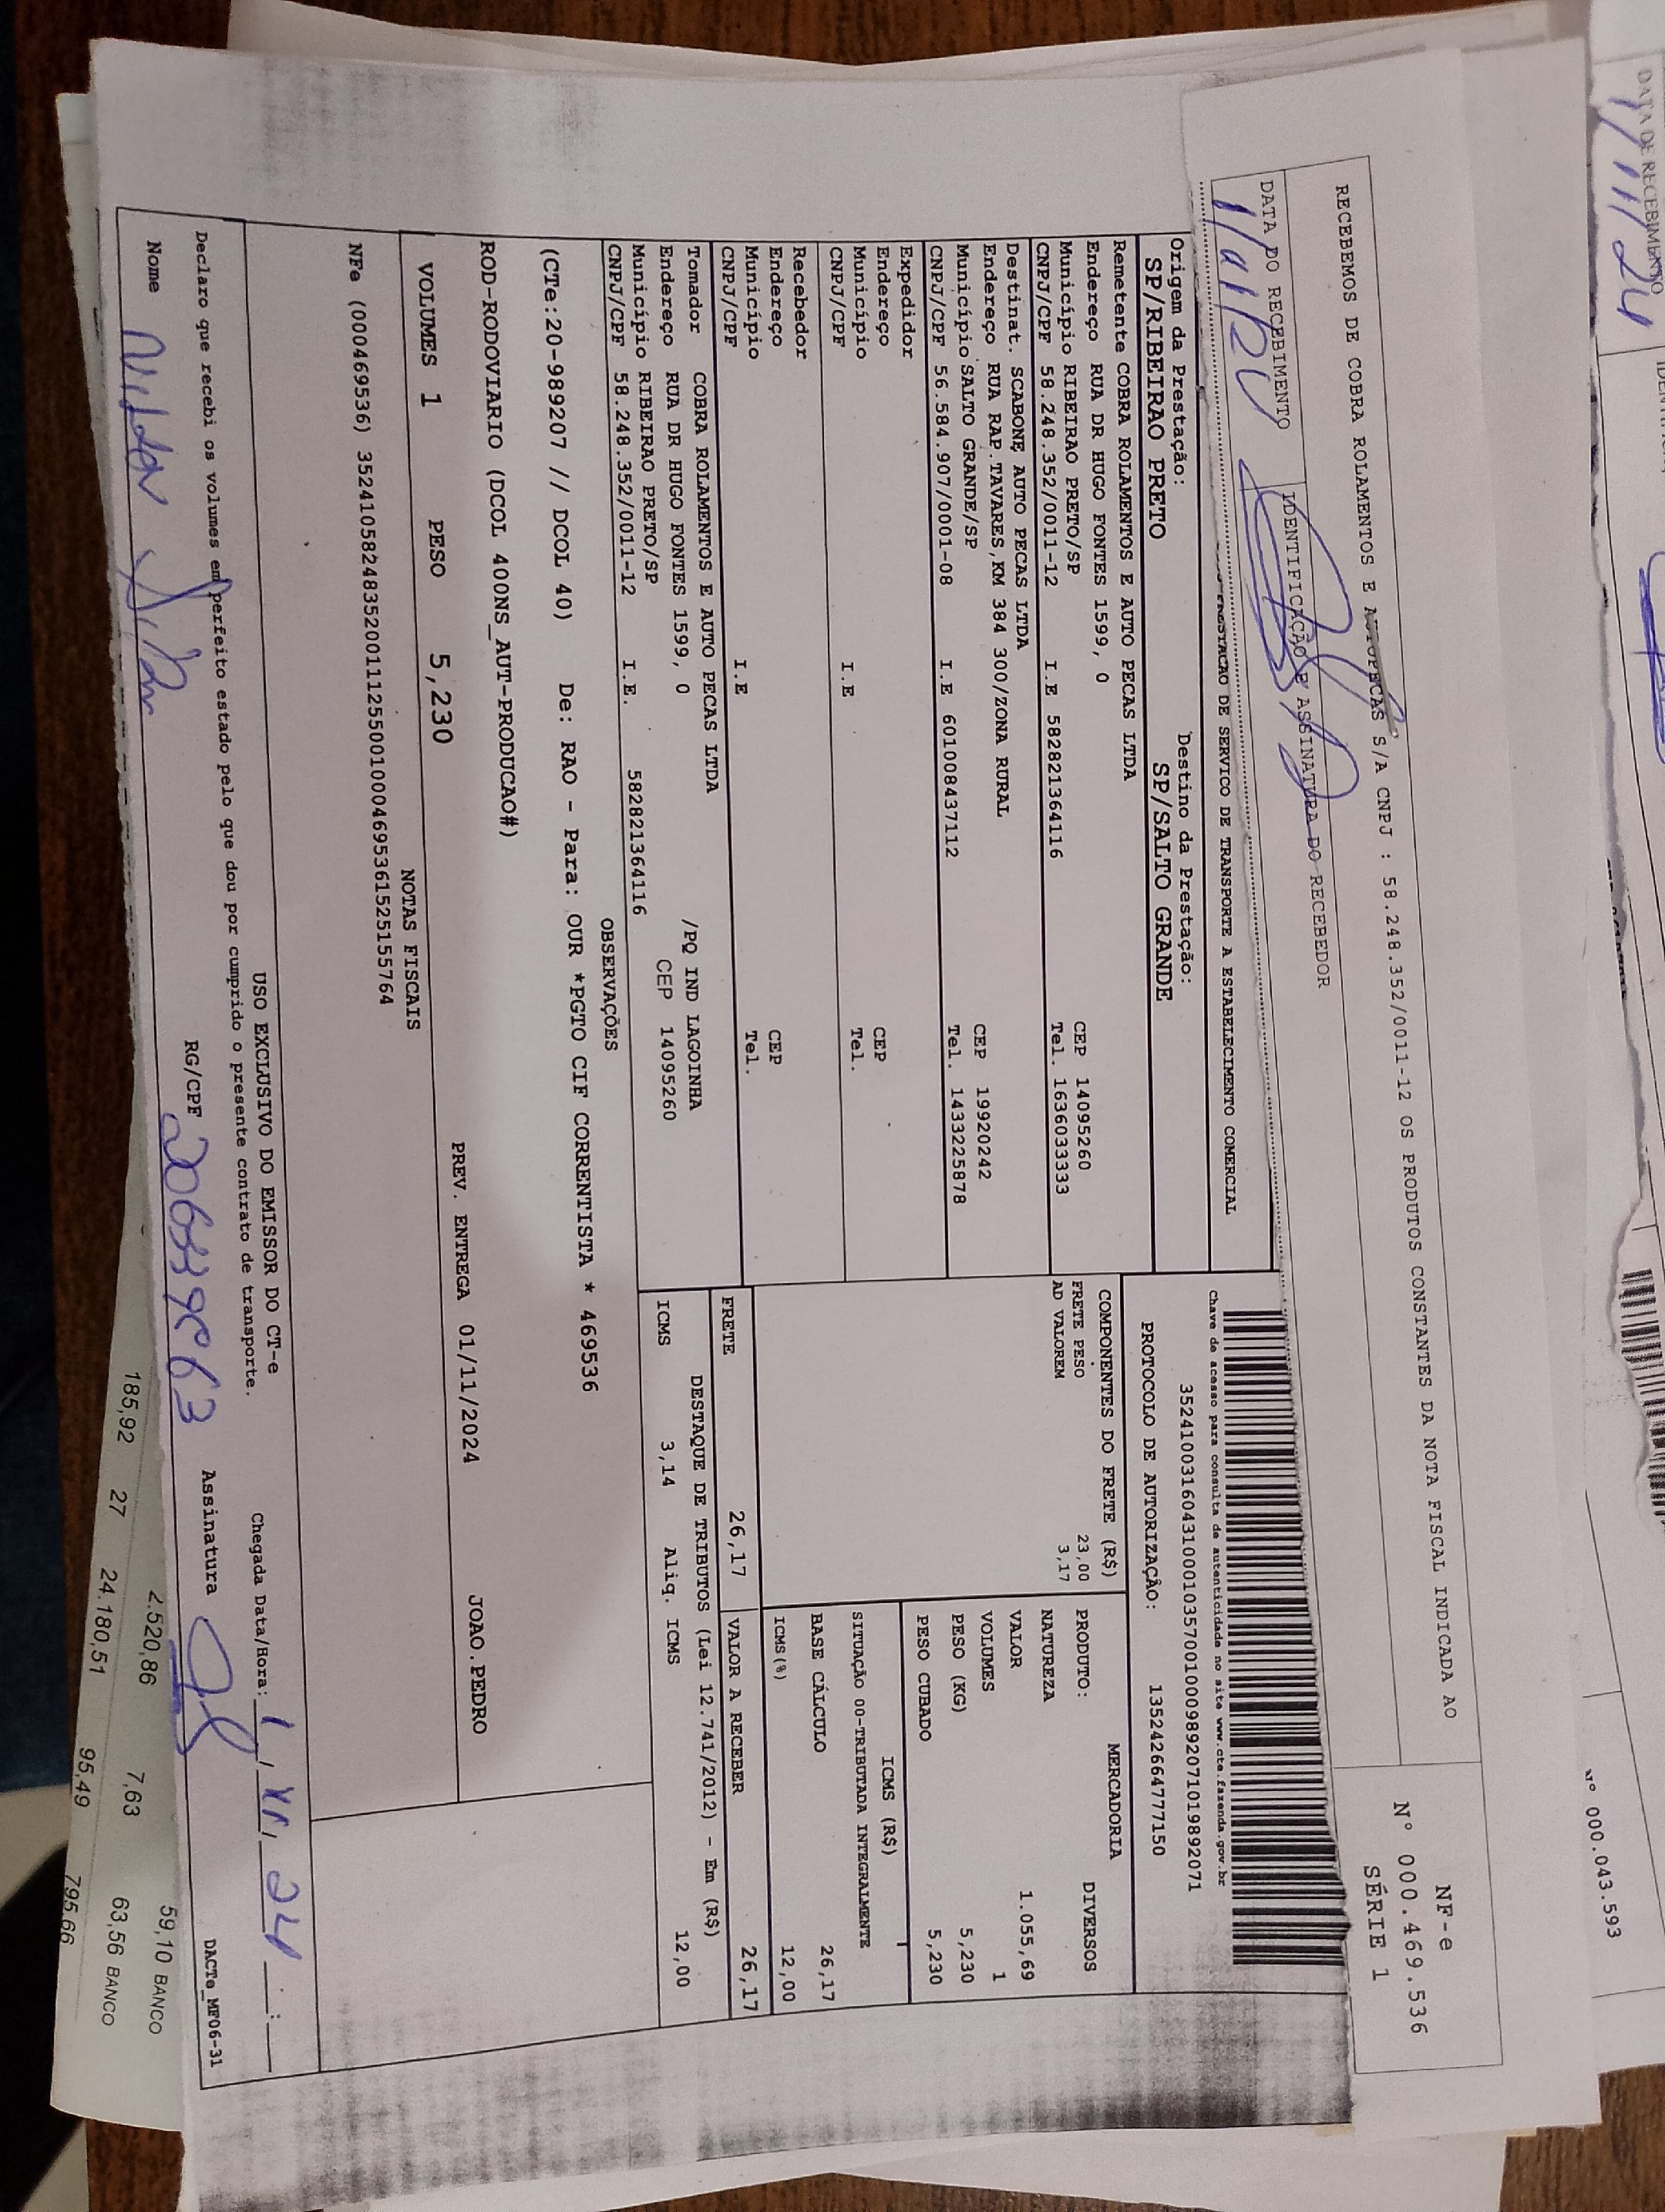 RECEBEMOS DE COBRA ROLAMENTOS E AUTOPECAS S/A CNPJ : 58.248.352/0011-12 OS PRODUTOS CONSTANTES DA NOTA FISCAL INDICADA AO
NF-e
Nº 000.469.536
SÉRIE 1
DATA DO RECEBIMENTO
IDENTIFICAÇÃO E ASSINATURA DO RECEBEDOR
PRESTACAO DE SERVICO DE TRANSPORTE A ESTABELECIMENTO COMERCIAL
Chave de acesso para consulta de autenticidade no site www.cte.fazenda.gov.br
35241003160431000103570010009892071019892071
Origem da Prestação:
SP/RIBEIRAO PRETO
Destino da Prestação:
SP/SALTO GRANDE
PROTOCOLO DE AUTORIZAÇÃO: 135242664777150
Remetente COBRA ROLAMENTOS E AUTO PECAS LTDA
Endereço RUA DR HUGO FONTES 1599, 0
CEP 14095260
Município RIBEIRAO PRETO/SP
Tel. 1636033333
CNPJ/CPF 58.248.352/0011-12 I.E 582821364116
Destinat. SCABONE AUTO PECAS LTDA
Endereço RUA RAP.TAVARES,KM 384 300/ZONA RURAL
CEP 19920242
Município SALTO GRANDE/SP
Tel. 1433225878
CNPJ/CPF 56.584.907/0001-08 I.E 601008437112
Expedidor
Endereço
CEP
Município
Tel.
CNPJ/CPF I.E
Recebedor
Endereço
CEP
Município
Tel.
CNPJ/CPF I.E
Tomador COBRA ROLAMENTOS E AUTO PECAS LTDA
/PQ IND LAGOINHA
Endereço RUA DR HUGO FONTES 1599, 0
CEP 14095260
Município RIBEIRAO PRETO/SP
CNPJ/CPF 58.248.352/0011-12 I.E. 582821364116
COMPONENTES DO FRETE (R$)
FRETE PESO 23,00
AD VALOREM 3,17
MERCADORIA
PRODUTO: DIVERSOS
NATUREZA
VALOR 1.055,69
VOLUMES 1
PESO (KG) 5,230
PESO CUBADO 5,230
ICMS (R$)
SITUAÇÃO 00-TRIBUTADA INTEGRALMENTE
BASE CÁLCULO 26,17
ICMS(%) 12,00
FRETE 26,17
VALOR A RECEBER 26,17
DESTAQUE DE TRIBUTOS (Lei 12.741/2012) - Em (R$)
ICMS 3,14 Aliq. ICMS 12,00
OBSERVAÇÕES
(CTe:20-989207 // DCOL 40) De: RAO - Para: OUR *PGTO CIF CORRENTISTA * 469536
ROD-RODOVIARIO (DCOL 400NS_AUT-PRODUCAO#)
VOLUMES 1 PESO 5,230 PREV. ENTREGA 01/11/2024 JOAO.PEDRO
NOTAS FISCAIS
NFe (000469536) 35241058248352001112550010004695361525155764
USO EXCLUSIVO DO EMISSOR DO CT-e
Declaro que recebi os volumes em perfeito estado pelo que dou por cumprido o presente contrato de transporte.
Chegada Data/Hora: 1 / / 24 :
Nome
RG/CPF
Assinatura
DACTe_MF06-31
DATA DE RECEBIMENTO
1/11/24
Nº 000.043.593
2.520,86 7,63 59,10 BANCO
185,92 27 24.180,51 95,49 63,56 BANCO
795,66